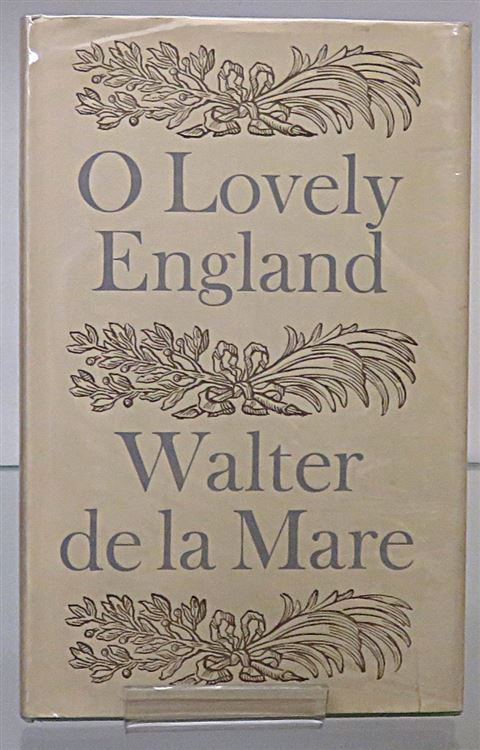 O Lovely
England
Walter
de la Mare